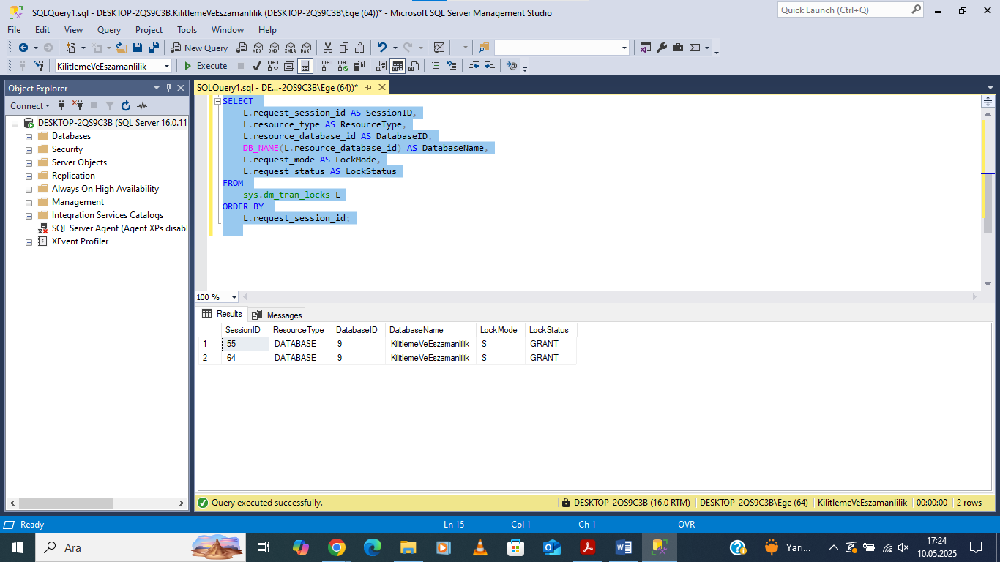 SQLQuery1.sql - DESKTOP-2QS9C3B.KilitlemeVeEszamanlilik (DESKTOP-2QS9C3B\Ege (64))* - Microsoft SQL Server Management Studio
Quick Launch (Ctrl+Q)
File Edit View Query Project Tools Window Help
New Query MDX DMX XMLA DAX
KilitlemeVeEszamanlilik Execute
Object Explorer
SQLQuery1.sql - DE...-2QS9C3B\Ege (64))*
Connect
DESKTOP-2QS9C3B (SQL Server 16.0.11
Databases
Security
Server Objects
Replication
Always On High Availability
Management
Integration Services Catalogs
SQL Server Agent (Agent XPs disabl
XEvent Profiler
SELECT
L.request_session_id AS SessionID,
L.resource_type AS ResourceType,
L.resource_database_id AS DatabaseID,
DB_NAME(L.resource_database_id) AS DatabaseName,
L.request_mode AS LockMode,
L.request_status AS LockStatus
FROM
sys.dm_tran_locks L
ORDER BY
L.request_session_id;
100 %
Results Messages
SessionID ResourceType DatabaseID DatabaseName LockMode LockStatus
1 55 DATABASE 9 KilitlemeVeEszamanlilik S GRANT
2 64 DATABASE 9 KilitlemeVeEszamanlilik S GRANT
Query executed successfully. DESKTOP-2QS9C3B (16.0 RTM) DESKTOP-2QS9C3B\Ege (64) KilitlemeVeEszamanlilik 00:00:00 2 rows
Ready Ln 15 Col 1 Ch 1 OVR
Ara
Yarı...
17:24
10.05.2025